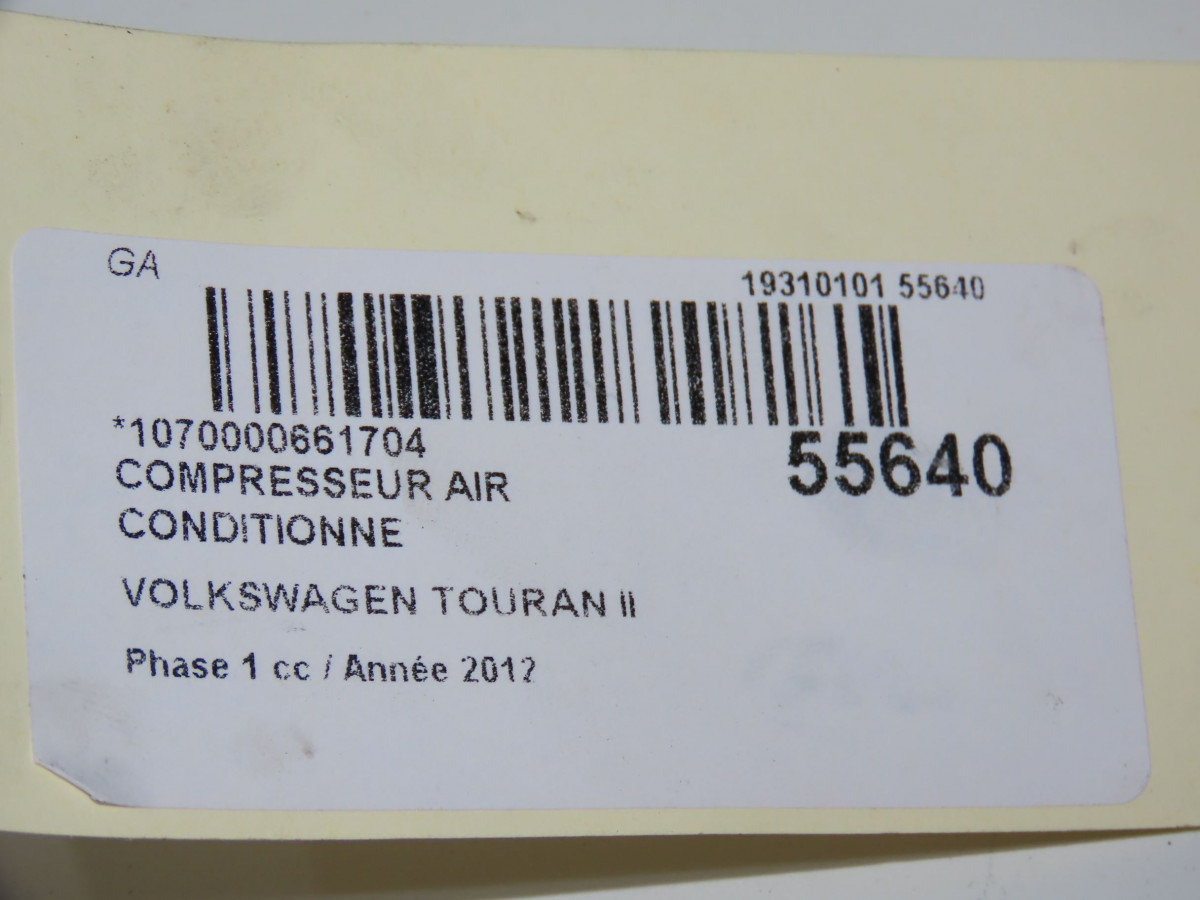 GA
19310101 55640
*1070000661704
55640
COMPRESSEUR AIR
CONDITIONNE
VOLKSWAGEN TOURAN II
Phase 1 cc / Année 2012